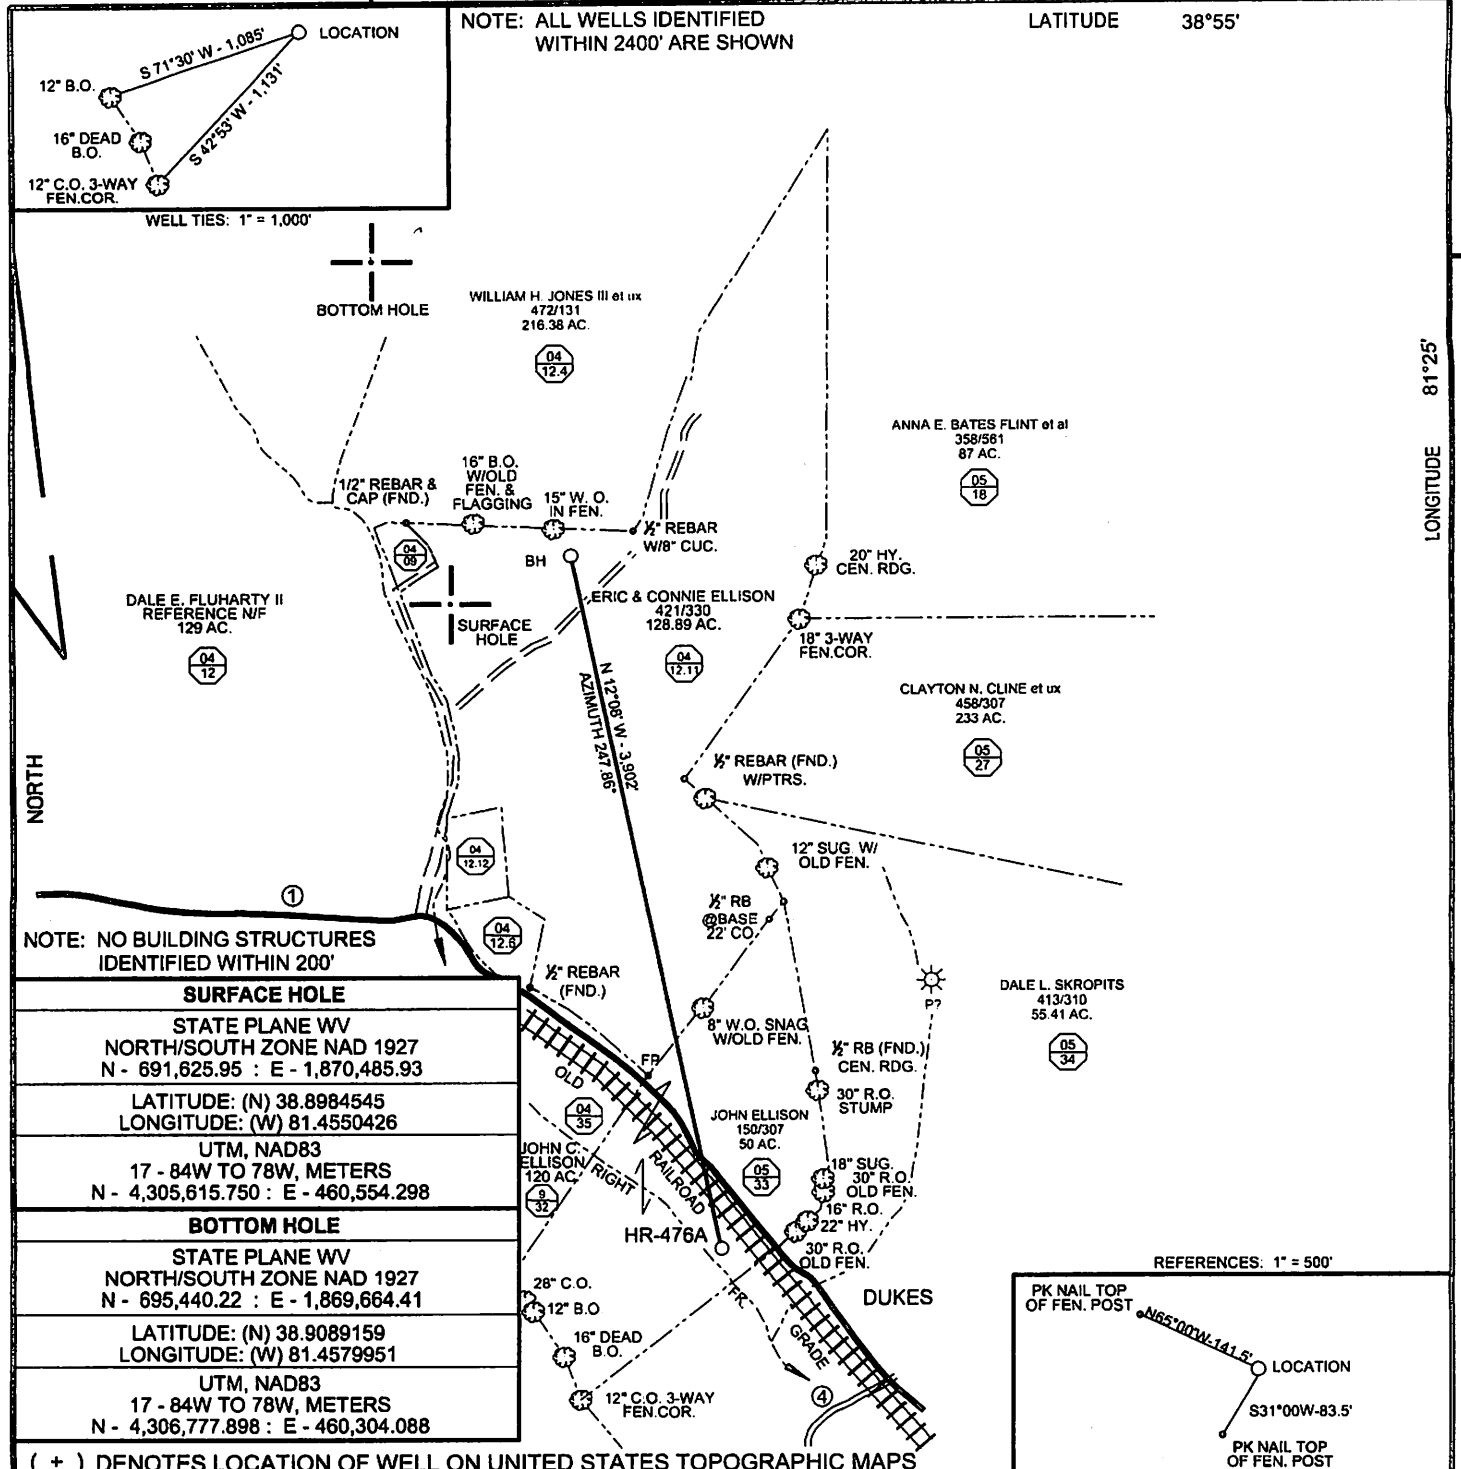 LOCATION
S 71°30' W - 1,085'
S 42°53' W - 1,131'
12" B.O.
16" DEAD
B.O.
12" C.O. 3-WAY
FEN.COR.
WELL TIES: 1" = 1,000'
NOTE: ALL WELLS IDENTIFIED
WITHIN 2400' ARE SHOWN
LATITUDE 38°55'
LONGITUDE 81°25'
BOTTOM HOLE
WILLIAM H. JONES III et ux
472/131
216.38 AC.
04
12.4
ANNA E. BATES FLINT et al
358/561
87 AC.
05
18
1/2" REBAR &
CAP (FND.)
16" B.O.
W/OLD
FEN. &
FLAGGING
15" W. O.
IN FEN.
½" REBAR
W/8" CUC.
04
09
BH
20" HY.
CEN. RDG.
DALE E. FLUHARTY II
REFERENCE N/F
129 AC.
04
12
SURFACE
HOLE
ERIC & CONNIE ELLISON
421/330
128.89 AC.
04
12.11
18" 3-WAY
FEN.COR.
N 12°08' W - 3,902'
AZIMUTH 247.86°
CLAYTON N. CLINE et ux
458/307
233 AC.
05
27
½" REBAR (FND.)
W/PTRS.
NORTH
04
12.12
12" SUG. W/
OLD FEN.
1
½" RB
@BASE
22' CO.
04
12.6
NOTE: NO BUILDING STRUCTURES
IDENTIFIED WITHIN 200'
½" REBAR
(FND.)
P?
DALE L. SKROPITS
413/310
55.41 AC.
05
34
8" W.O. SNAG
W/OLD FEN.
½" RB (FND.)
CEN. RDG.
FP
30" R.O.
STUMP
SURFACE HOLE
STATE PLANE WV
NORTH/SOUTH ZONE NAD 1927
N - 691,625.95 : E - 1,870,485.93
LATITUDE: (N) 38.8984545
LONGITUDE: (W) 81.4550426
UTM, NAD83
17 - 84W TO 78W, METERS
N - 4,305,615.750 : E - 460,554.298
BOTTOM HOLE
STATE PLANE WV
NORTH/SOUTH ZONE NAD 1927
N - 695,440.22 : E - 1,869,664.41
LATITUDE: (N) 38.9089159
LONGITUDE: (W) 81.4579951
UTM, NAD83
17 - 84W TO 78W, METERS
N - 4,306,777.898 : E - 460,304.088
OLD
RAILROAD
GRADE
04
35
JOHN C.
ELLISON
120 AC
9
32
RIGHT
FK.
JOHN ELLISON
150/307
50 AC.
05
33
18" SUG.
30" R.O.
OLD FEN.
16" R.O.
22" HY.
30" R.O.
OLD FEN.
HR-476A
DUKES
28" C.O.
12" B.O
16" DEAD
B.O.
12" C.O. 3-WAY
FEN.COR.
4
REFERENCES: 1" = 500'
PK NAIL TOP
OF FEN. POST
N65°00'W-141.5'
LOCATION
S31°00W-83.5'
PK NAIL TOP
OF FEN. POST
( + ) DENOTES LOCATION OF WELL ON UNITED STATES TOPOGRAPHIC MAPS